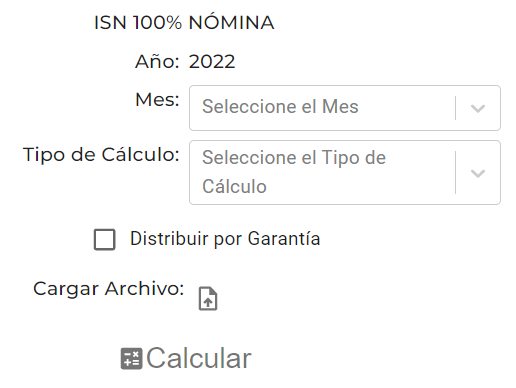 ISN 100% NÓMINA
Año: 2022
Mes: Seleccione el Mes
Tipo de Cálculo: Seleccione el Tipo de
Cálculo
Distribuir por Garantía
Cargar Archivo:
Calcular